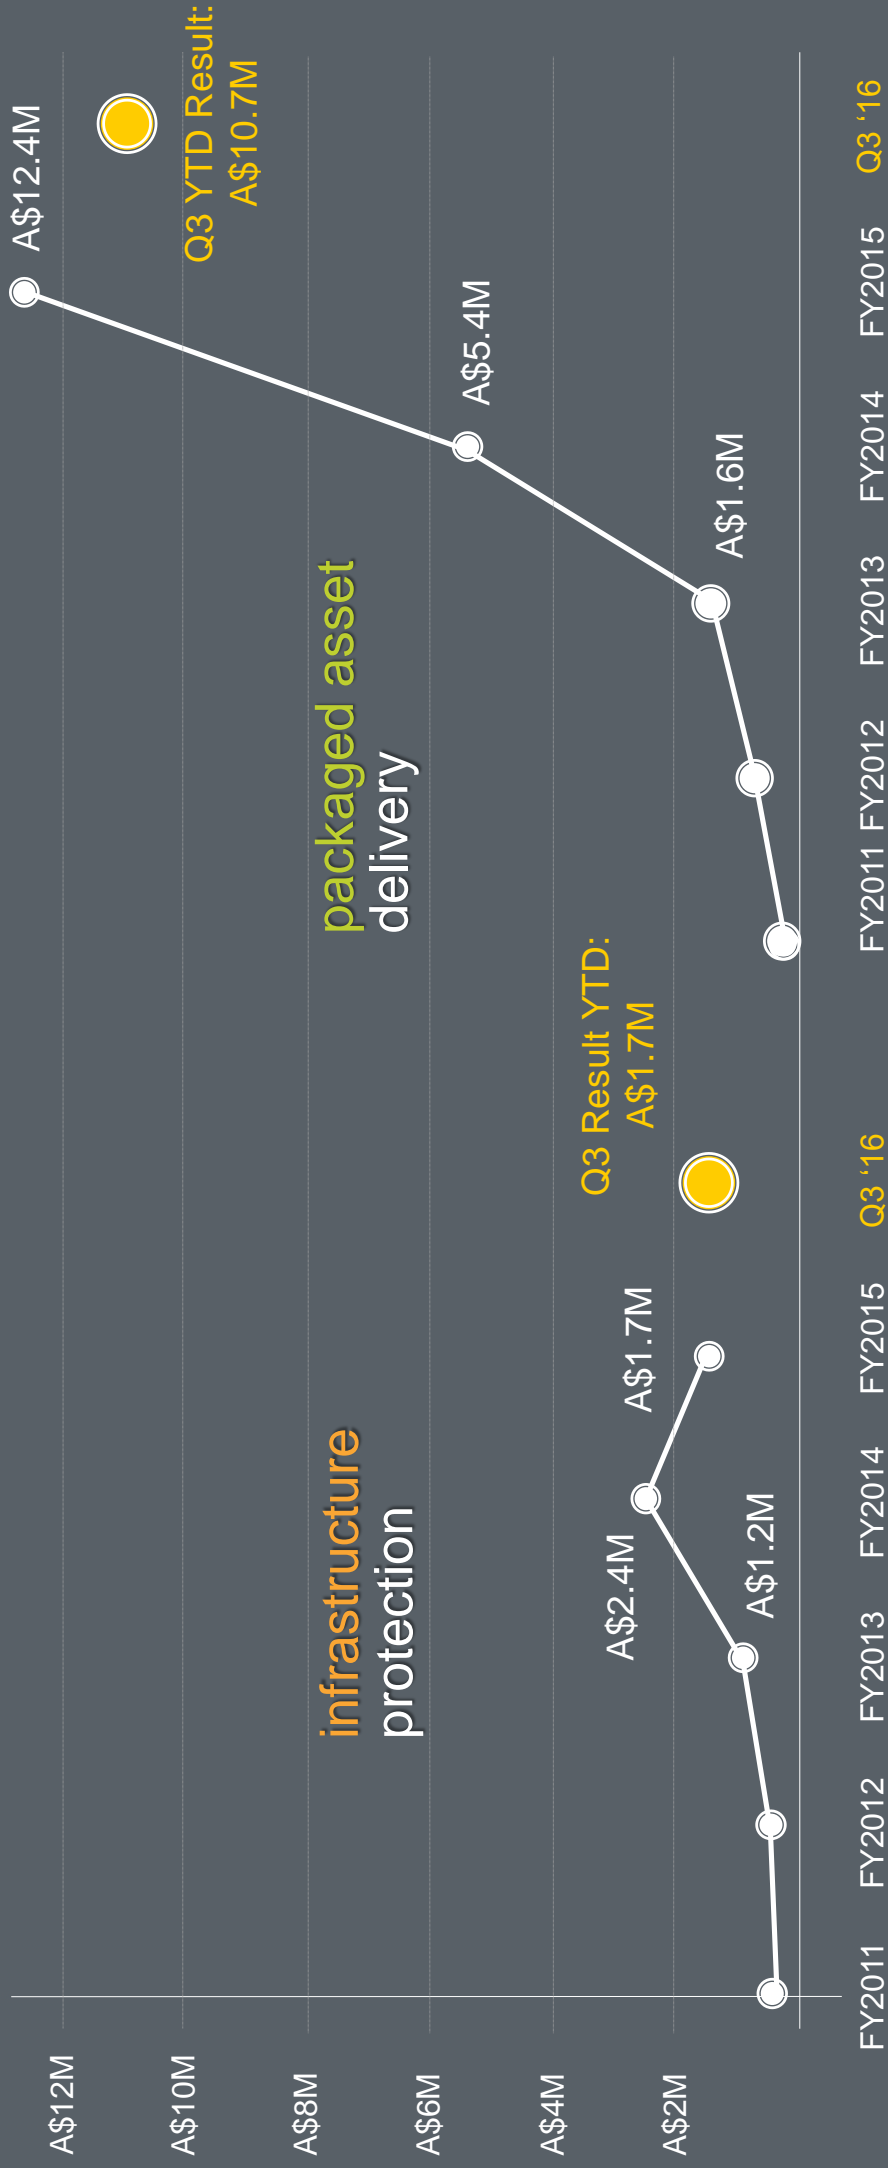 A$12M
A$10M
A$8M
A$6M
A$4M
A$2M
infrastructure
protection
A$2.4M
A$1.2M
A$1.7M
Q3 Result YTD:
A$1.7M
FY2011
FY2012
FY2013
FY2014
FY2015
Q3 ‘16
packaged asset
delivery
A$1.6M
A$5.4M
A$12.4M
Q3 YTD Result:
A$10.7M
FY2011
FY2012
FY2013
FY2014
FY2015
Q3 ‘16